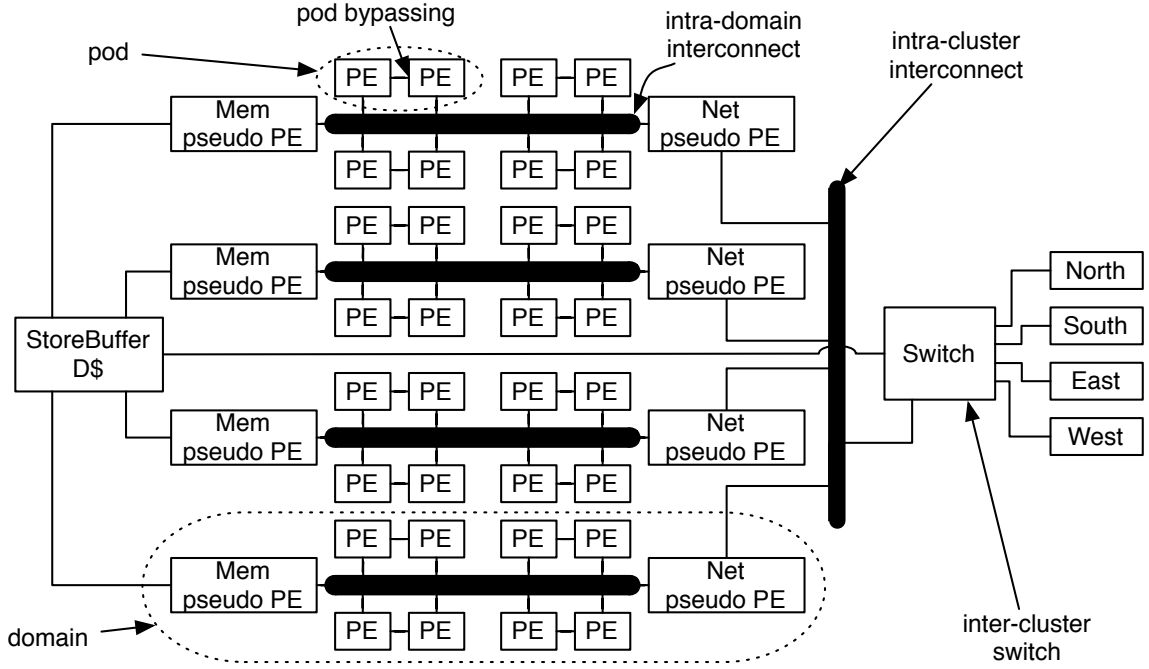 pod bypassing
pod
intra-domain
interconnect
intra-cluster
interconnect
PE
PE
PE
PE
Mem
pseudo PE
Net
pseudo PE
PE
PE
PE
PE
PE
PE
PE
PE
Mem
pseudo PE
Net
pseudo PE
PE
PE
PE
PE
North
South
East
West
StoreBuffer
D$
Switch
PE
PE
PE
PE
Mem
pseudo PE
Net
pseudo PE
PE
PE
PE
PE
PE
PE
PE
PE
Mem
pseudo PE
Net
pseudo PE
PE
PE
PE
PE
domain
inter-cluster
switch